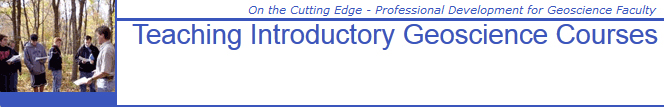 On the Cutting Edge - Professional Development for Geoscience Faculty
Teaching Introductory Geoscience Courses